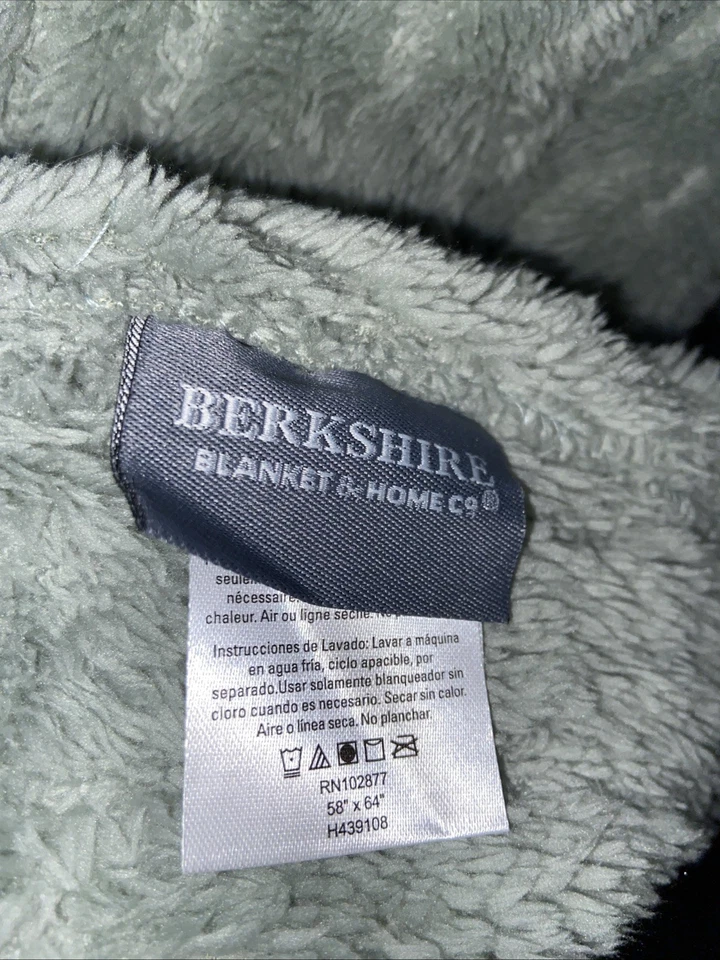 BERKSHIRE
BLANKET & HOME CO®
nécessaire.
chaleur. Air ou ligne seche.
Instrucciones de Lavado: Lavar a máquina
en agua fría, ciclo apacible, por
separado.Usar solamente blanqueador sin
cloro cuando es necesario. Secar sin calor.
Aire o línea seca. No planchar.
RN102877
58" x 64"
H439108